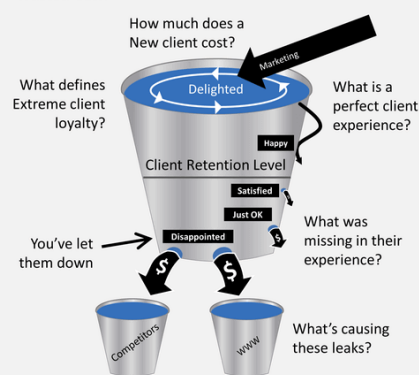 How much does a
New client cost?
Marketing
What defines
Extreme client
loyalty?
Delighted
What is a
perfect client
experience?
Happy
Client Retention Level
Satisfied
Just OK
$
Disappointed
What was
missing in their
experience?
You've let
them down
$
$
Competitors
WWW
What's causing
these leaks?